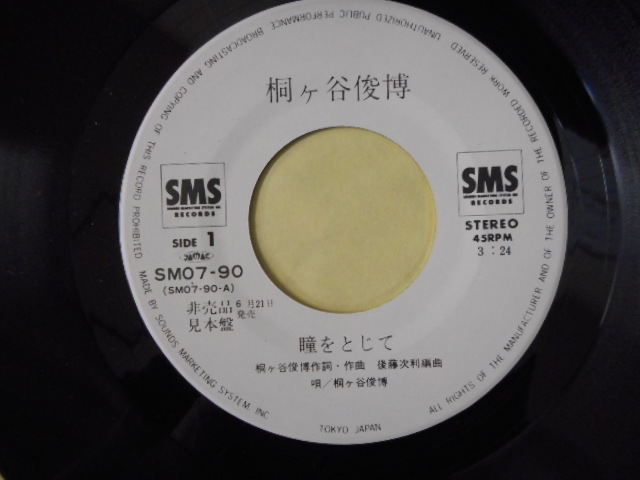 桐ヶ谷俊博
UNAUTHORIZED PUBLIC PERFORMANCE BROADCASTING AND COPYING OF THIS RECORD PROHIBITED
MADE BY SOUNDS MARKETING SYSTEM, INC.
TOKYO JAPAN
ALL RIGHTS OF THE MANUFACTURER AND OF THE OWNER OF THE RECORDED WORK RESERVED
SMS
RECORDS
SIDE 1
SM07-90
(SM07-90-A)
非売品
見本盤
6月21日
発売
SMS
RECORDS
STEREO
45RPM
3:24
瞳をとじて
桐ヶ谷俊博作詞・作曲 後藤次利編曲
唄/桐ヶ谷俊博